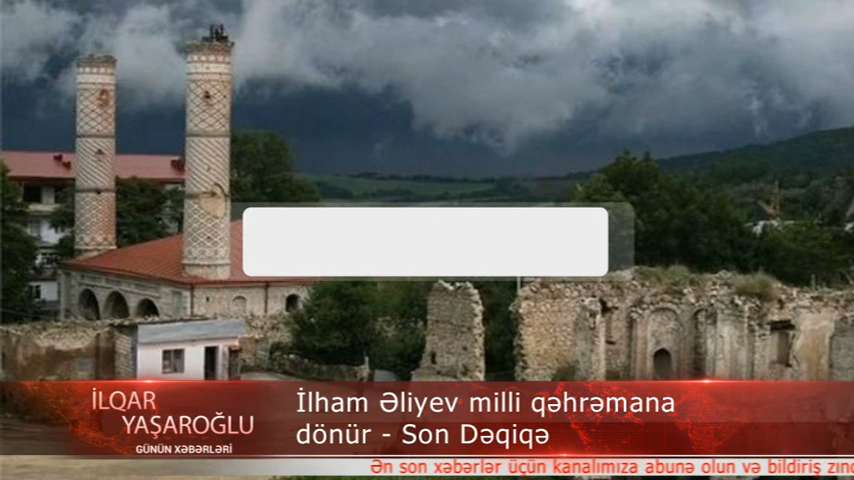 İLQAR
YAŞAROĞLU
GÜNÜN XƏBƏRLƏRİ
İlham Əliyev milli qəhrəmana
dönür - Son Dəqiqə
Ən son xəbərlər üçün kanalımıza abunə olun və bildiriş